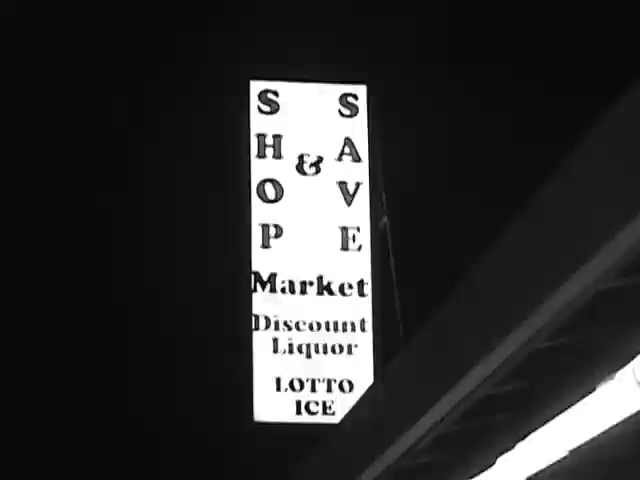 SHOP & SAVE
Market
Discount
Liquor
LOTTO
ICE